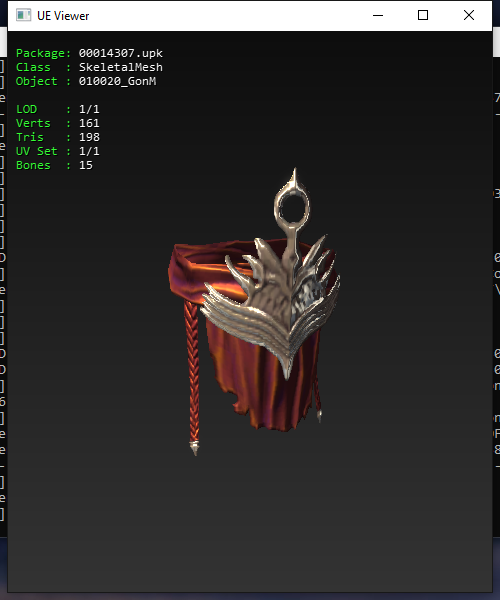 UE Viewer
Package: 00014307.upk
Class  : SkeletalMesh
Object : 010020_GonM
LOD    : 1/1
Verts  : 161
Tris   : 198
UV Set : 1/1
Bones  : 15